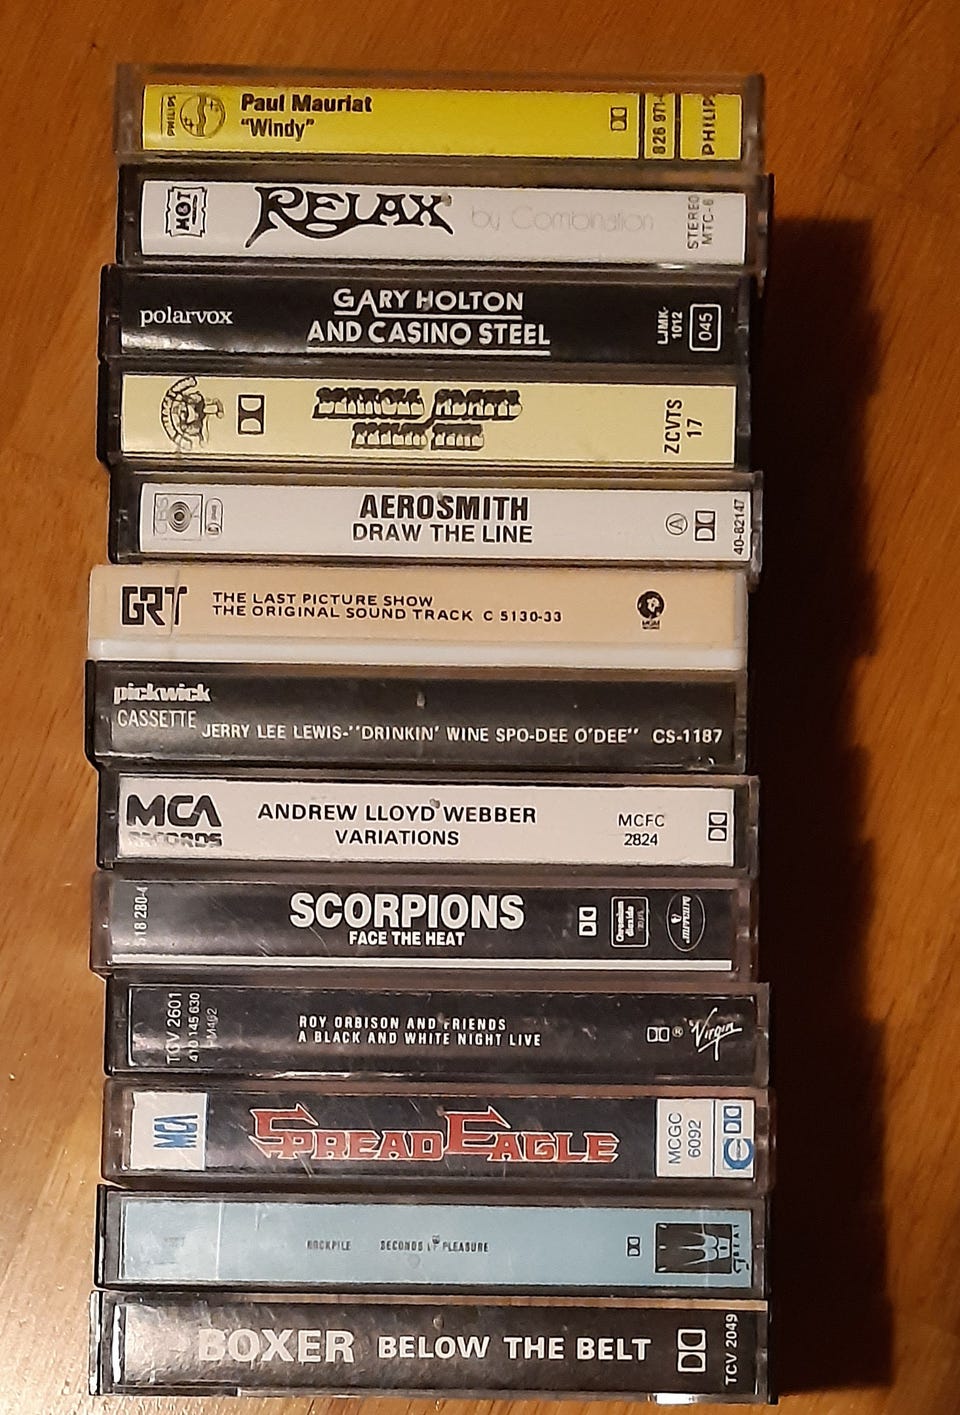 PHILIPS
Paul Mauriat
"Windy"
826 971-
PHILIPS
M&T
RELAX by Combination
STEREO
MTC-6
polarvox
GARY HOLTON
AND CASINO STEEL
LJMK-
1012
045
ZCVTS
17
CBS
AEROSMITH
DRAW THE LINE
A
40-82147
GRT
THE LAST PICTURE SHOW
THE ORIGINAL SOUND TRACK C 5130-33
MGM
pickwick
CASSETTE
JERRY LEE LEWIS-"DRINKIN' WINE SPO-DEE O'DEE" CS-1187
MCA
RECORDS
ANDREW LLOYD WEBBER
VARIATIONS
MCFC
2824
518 280-4
SCORPIONS
FACE THE HEAT
Chromium
dioxide
mercury
TCV 2601
410 145 630
ROY ORBISON AND FRIENDS
A BLACK AND WHITE NIGHT LIVE
Virgin
MCA
SPREAD EAGLE
MCGC
6092
ROCKPILE SECONDS OF PLEASURE
BOXER BELOW THE BELT
TCV 2049